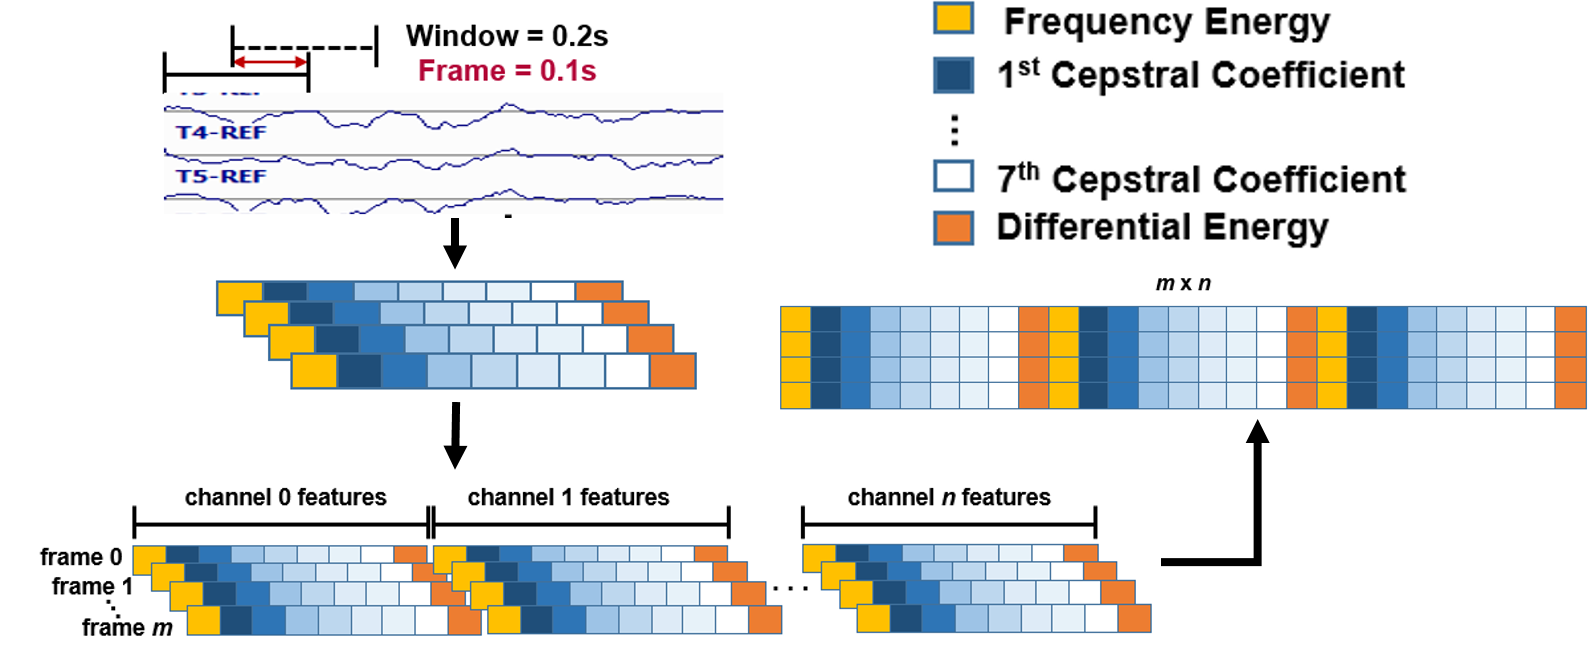 Window = 0.2s
Frame = 0.1s
T4-REF
T5-REF
Frequency Energy
1st Cepstral Coefficient
7th Cepstral Coefficient
Differential Energy
m x n
channel 0 features
channel 1 features
channel n features
frame 0
frame 1
frame m